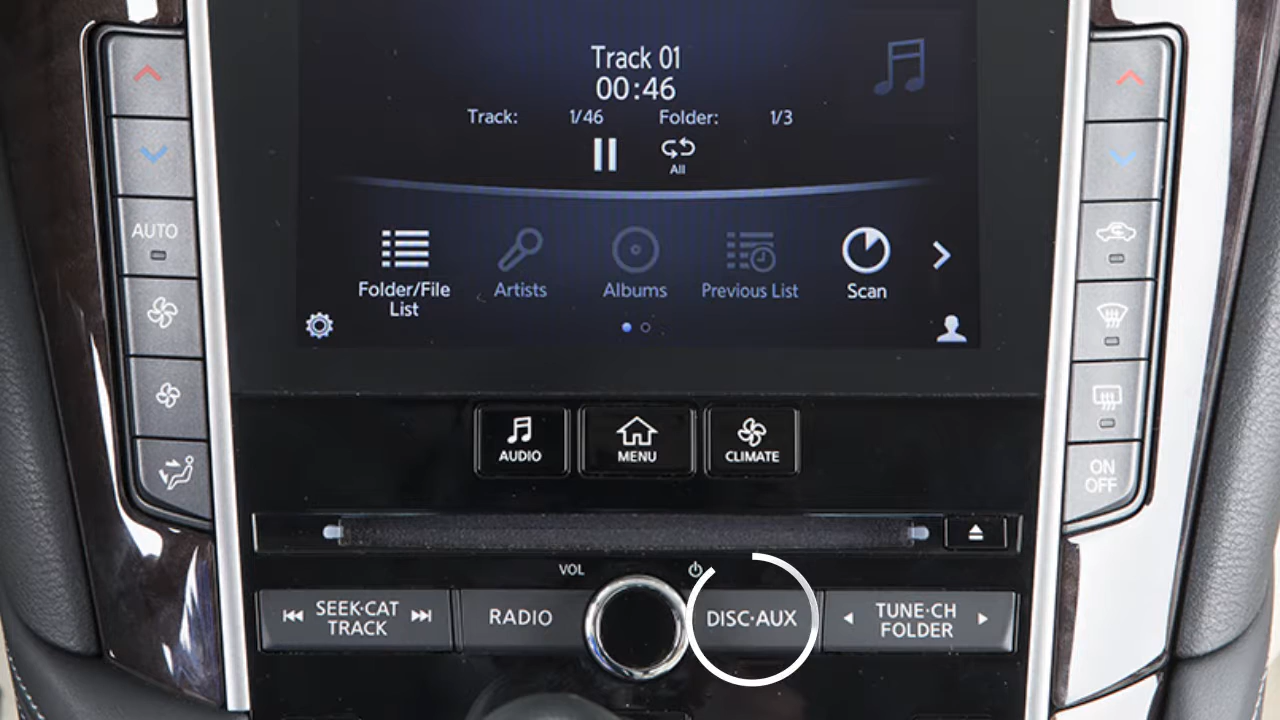 Track 01
00:46
Track: 1/46 Folder: 1/3
All
Folder/File
List
Artists
Albums
Previous List
Scan
AUTO
ON
OFF
AUDIO
MENU
CLIMATE
VOL
SEEK·CAT
TRACK
RADIO
DISC·AUX
TUNE·CH
FOLDER